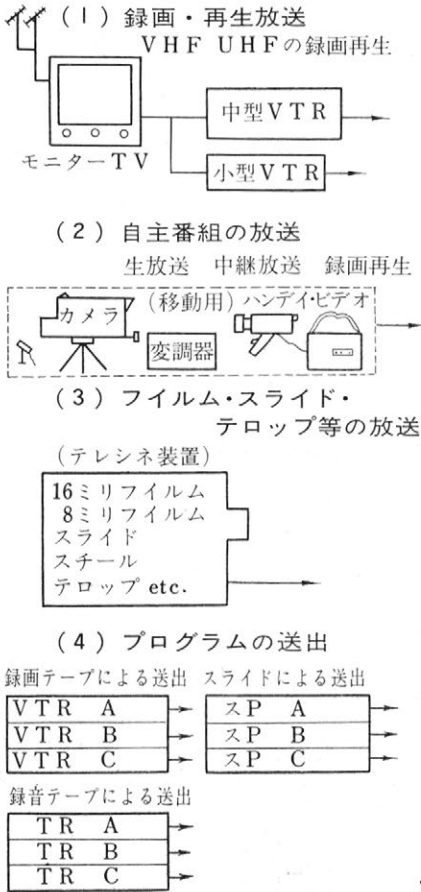 (1)録画・再生放送
VHF UHFの録画再生
中型VTR
モニターTV
小型VTR
(2)自主番組の放送
生放送 中継放送 録画再生
カメラ
(移動用)ハンデイ・ビデオ
変調器
(3)フイルム・スライド・
テロップ等の放送
(テレシネ装置)
16ミリフイルム
8ミリフイルム
スライド
スチール
テロップ etc.
(4)プログラムの送出
録画テープによる送出 スライドによる送出
VTR A
VTR B
VTR C
スP A
スP B
スP C
録音テープによる送出
TR A
TR B
TR C